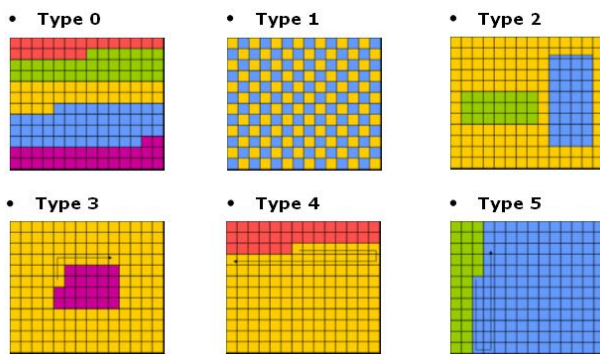 • Type 0
• Type 1
• Type 2
• Type 3
• Type 4
• Type 5